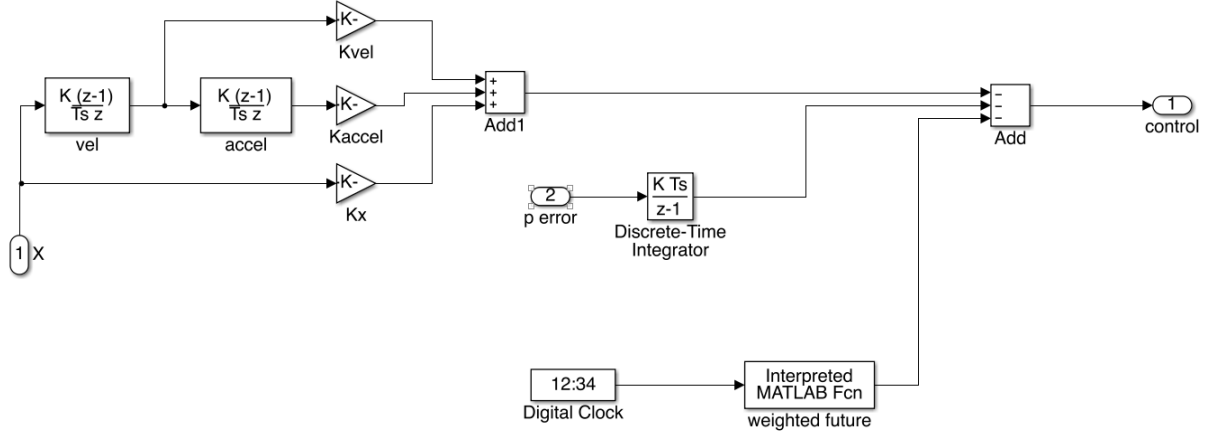 K-
Kvel
K (z-1)
Ts z
vel
K (z-1)
Ts z
accel
K-
Kaccel
+
+
+
Add1
−
−
−
Add
1
control
K-
Kx
2
p error
K Ts
z-1
Discrete-Time
Integrator
1 X
12:34
Digital Clock
Interpreted
MATLAB Fcn
weighted future